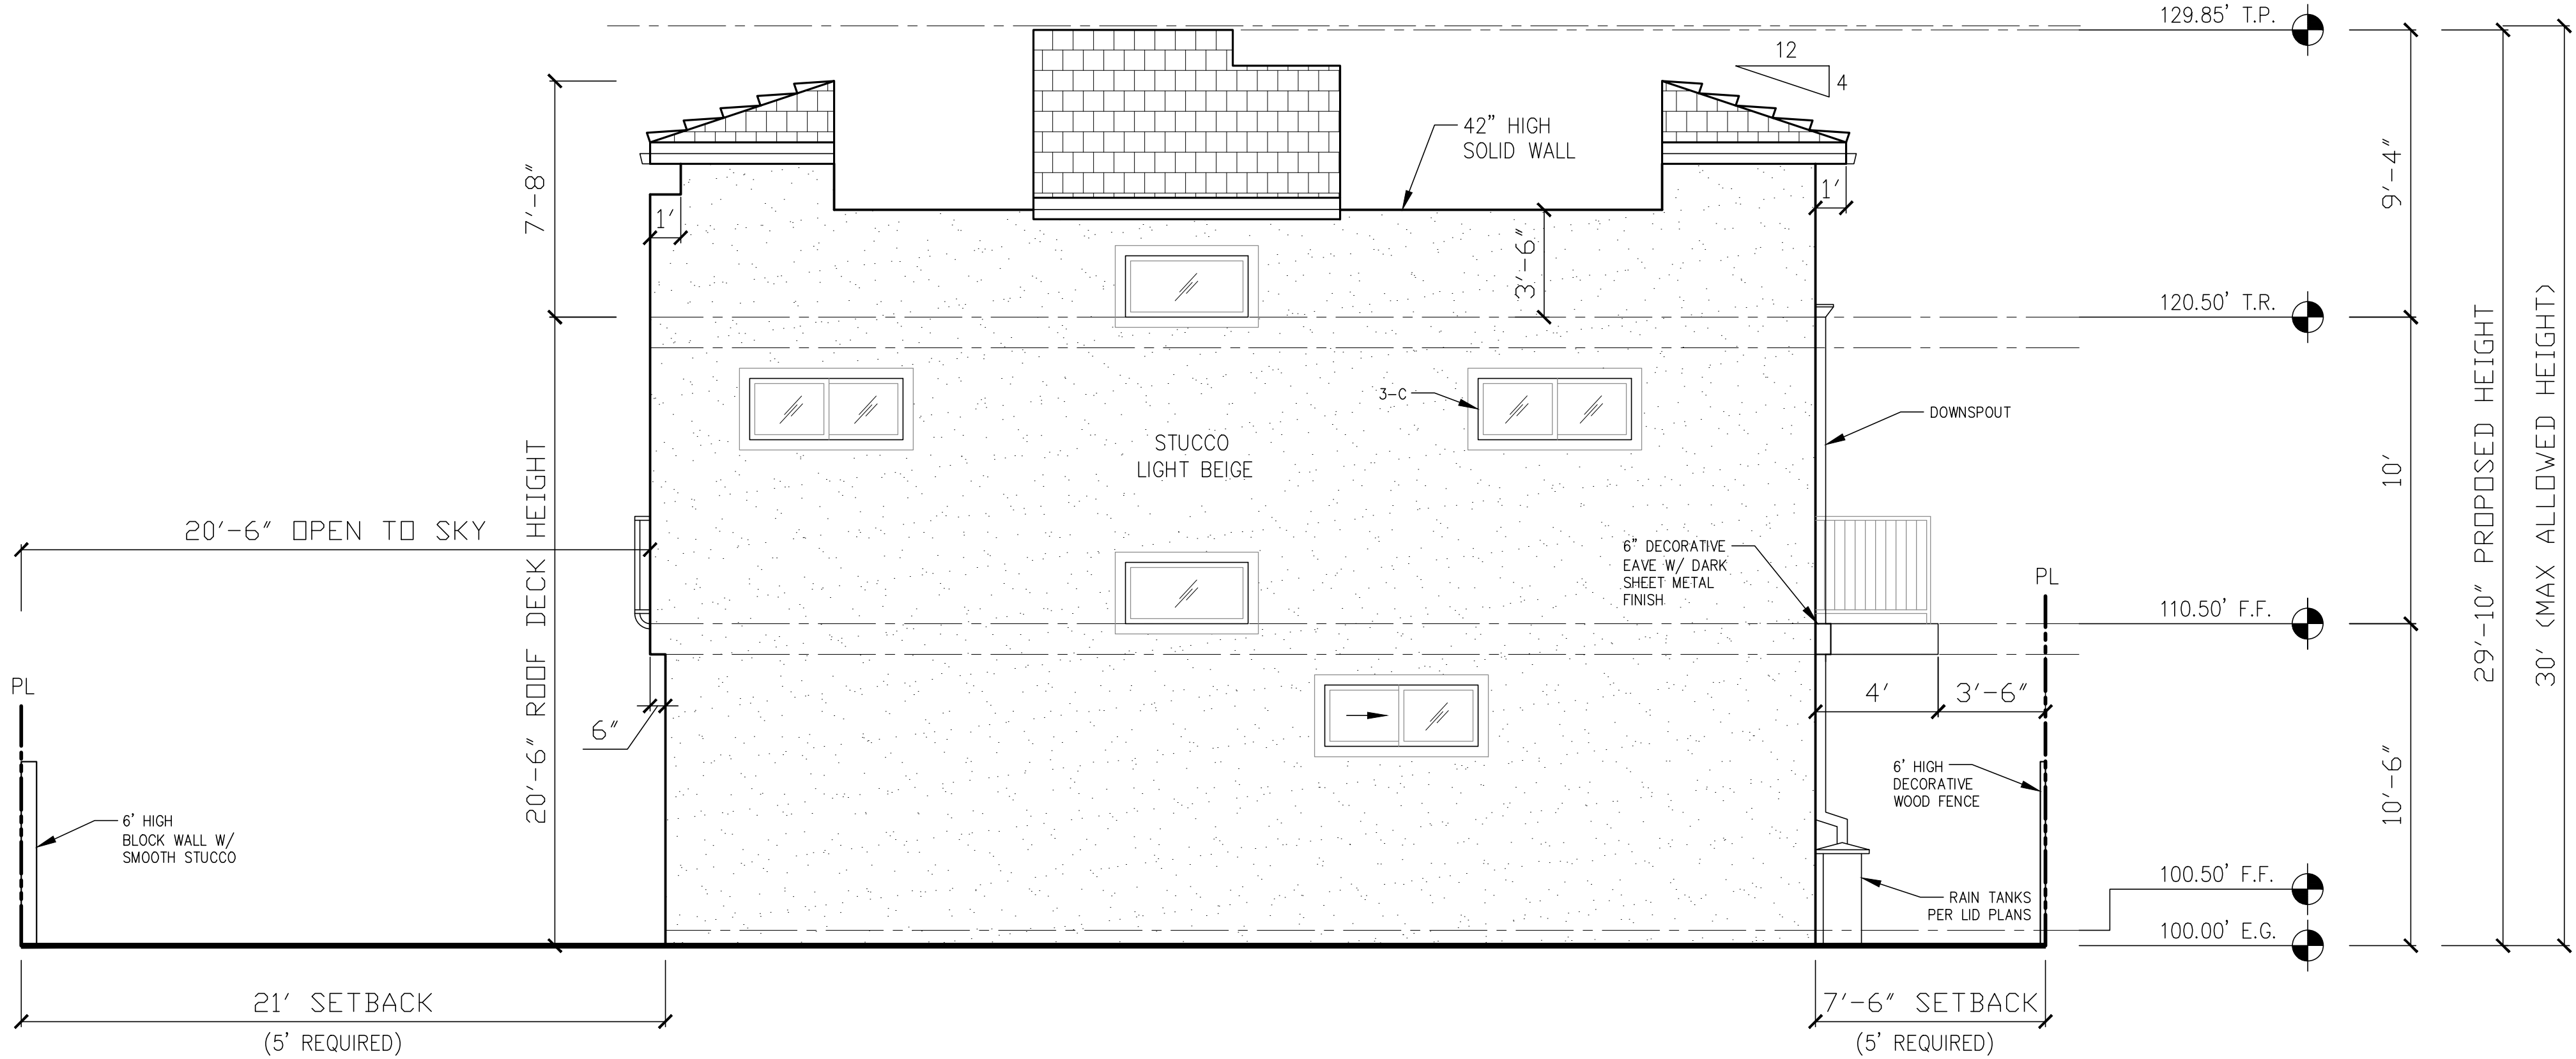 129.85' T.P.
12
4
42" HIGH
SOLID WALL
7'-8"
1'
1'
9'-4"
3'-6"
120.50' T.R.
3-C
DOWNSPOUT
STUCCO
LIGHT BEIGE
10'
29'-10" PROPOSED HEIGHT
30' (MAX ALLOWED HEIGHT)
20'-6" OPEN TO SKY
20'-6" ROOF DECK HEIGHT
6" DECORATIVE
EAVE W/ DARK
SHEET METAL
FINISH
PL
110.50' F.F.
PL
4'
3'-6"
6"
6' HIGH
DECORATIVE
WOOD FENCE
10'-6"
6' HIGH
BLOCK WALL W/
SMOOTH STUCCO
RAIN TANKS
PER LID PLANS
100.50' F.F.
100.00' E.G.
21' SETBACK
(5' REQUIRED)
7'-6" SETBACK
(5' REQUIRED)